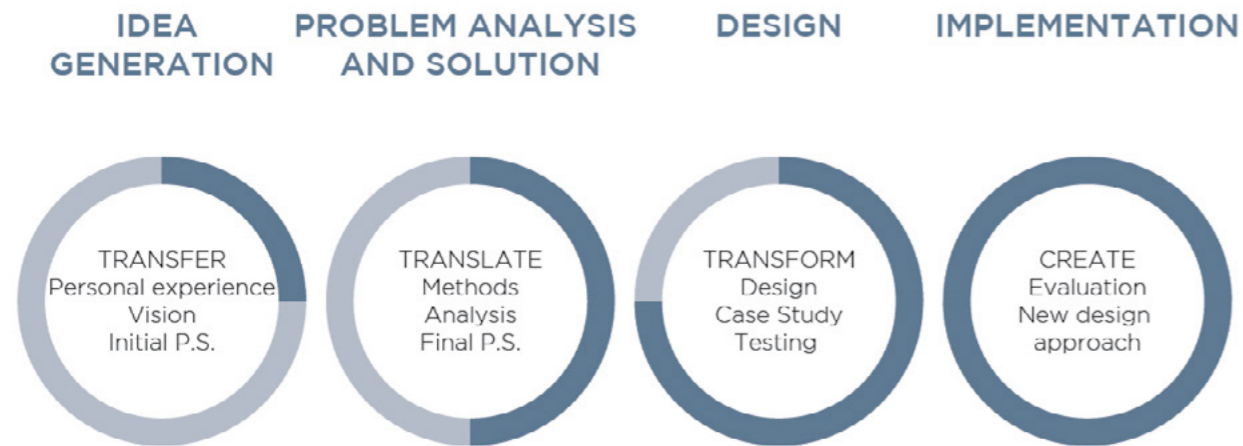 IDEA
GENERATION
PROBLEM ANALYSIS
AND SOLUTION
DESIGN
IMPLEMENTATION
TRANSFER
Personal experience
Vision
Initial P.S.
TRANSLATE
Methods
Analysis
Final P.S.
TRANSFORM
Design
Case Study
Testing
CREATE
Evaluation
New design
approach